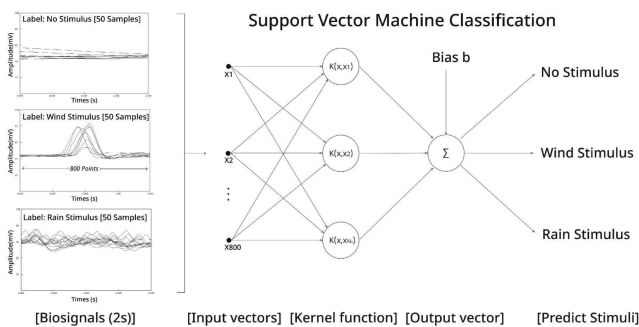 Support Vector Machine Classification
Label: No Stimulus [50 Samples]
Amplitude(mV)
Times (s)
Label: Wind Stimulus [50 Samples]
Amplitude(mV)
800 Points
Times (s)
Label: Rain Stimulus [50 Samples]
Amplitude(mV)
Times (s)
X1
X2
X800
K(x,x1)
K(x,x2)
Bias b
Σ
No Stimulus
Wind Stimulus
Rain Stimulus
[Biosignals (2s)] [Input vectors] [Kernel function] [Output vector] [Predict Stimuli]